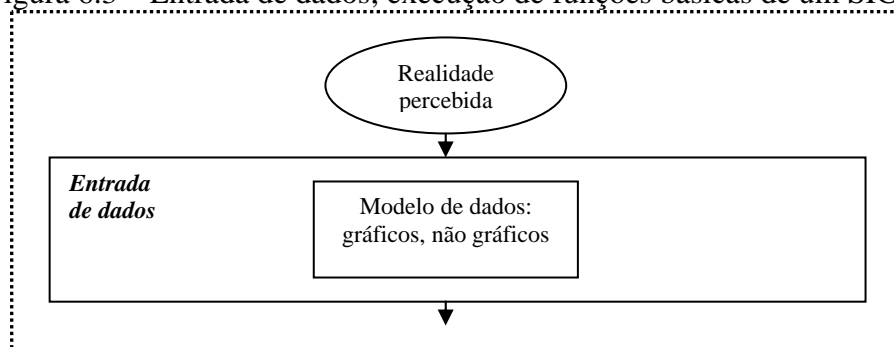 Entrada de dados, execução de funções básicas de um
Realidade
percebida
Entrada
de dados
Modelo de dados:
gráficos, não gráficos